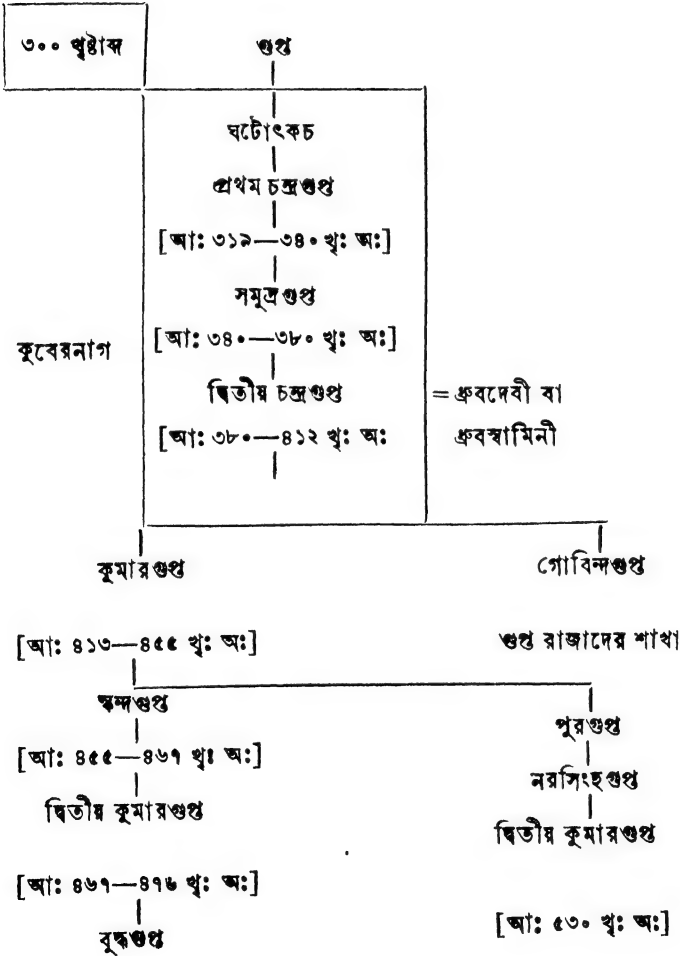 ৩০০ খৃষ্টাব্দ
গুপ্ত
ঘটোৎকচ
প্রথম চন্দ্রগুপ্ত
[আঃ ৩১৯—৩৪০ খৃঃ অঃ]
সমুদ্রগুপ্ত
[আঃ ৩৪০—৩৮০ খৃঃ অঃ]
কুবেরনাগ
দ্বিতীয় চন্দ্রগুপ্ত
= ধ্রুবদেবী বা
[আঃ ৩৮০—৪১২ খৃঃ অঃ
ধ্রুবস্বামিনী
কুমারগুপ্ত
গোবিন্দগুপ্ত
[আঃ ৪১৩—৪৫৫ খৃঃ অঃ]
গুপ্ত রাজাদের শাখা
স্কন্দগুপ্ত
পুরগুপ্ত
[আঃ ৪৫৫—৪৬৭ খৃঃ অঃ]
নরসিংহগুপ্ত
দ্বিতীয় কুমারগুপ্ত
দ্বিতীয় কুমারগুপ্ত
[আঃ ৪৬৭—৪৭৬ খৃঃ অঃ]
[আঃ ৫৩০ খৃঃ অঃ]
বুদ্ধগুপ্ত